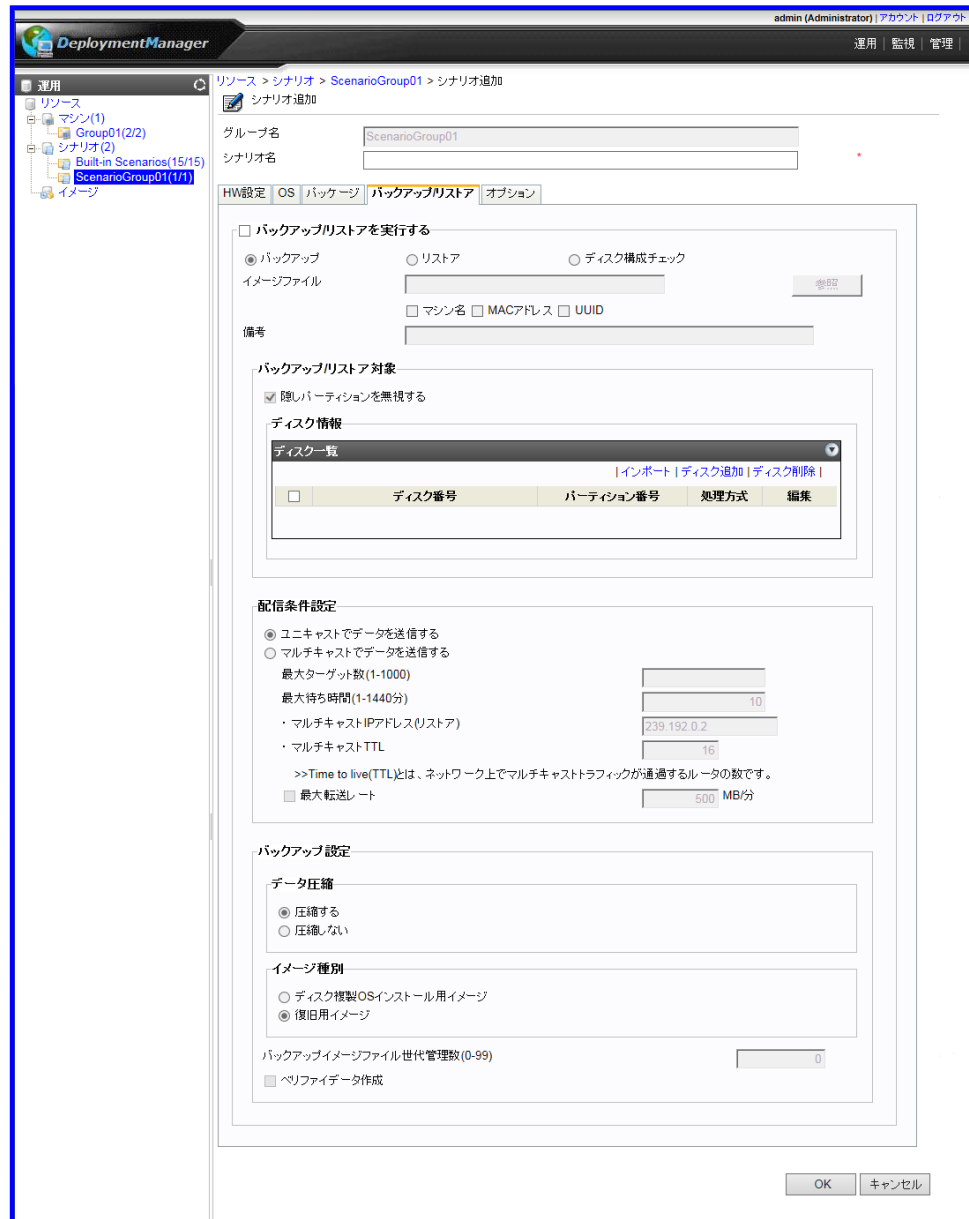 admin (Administrator) | アカウント | ログアウト
DeploymentManager
運用 | 監視 | 管理 |
運用
リソース
マシン(1)
Group01(2/2)
シナリオ(2)
Built-in Scenarios(15/15)
ScenarioGroup01(1/1)
イメージ
リソース > シナリオ > ScenarioGroup01 > シナリオ追加
シナリオ追加
グループ名 ScenarioGroup01
シナリオ名 *
HW設定 OS パッケージ バックアップ/リストア オプション
バックアップ/リストアを実行する
バックアップ リストア ディスク構成チェック
イメージファイル 参照
マシン名 MACアドレス UUID
備考
バックアップ/リストア対象
隠しパーティションを無視する
ディスク情報
ディスク一覧
| インポート | ディスク追加 | ディスク削除 |
ディスク番号 パーティション番号 処理方式 編集
配信条件設定
ユニキャストでデータを送信する
マルチキャストでデータを送信する
最大ターゲット数(1-1000)
最大待ち時間(1-1440分) 10
・マルチキャストIPアドレス(リストア) 239.192.0.2
・マルチキャストTTL 16
>>Time to live(TTL)とは、ネットワーク上でマルチキャストトラフィックが通過するルータの数です。
最大転送レート 500 MB/分
バックアップ設定
データ圧縮
圧縮する
圧縮しない
イメージ種別
ディスク複製OSインストール用イメージ
復旧用イメージ
バックアップイメージファイル世代管理数(0-99) 0
ベリファイデータ作成
OK キャンセル